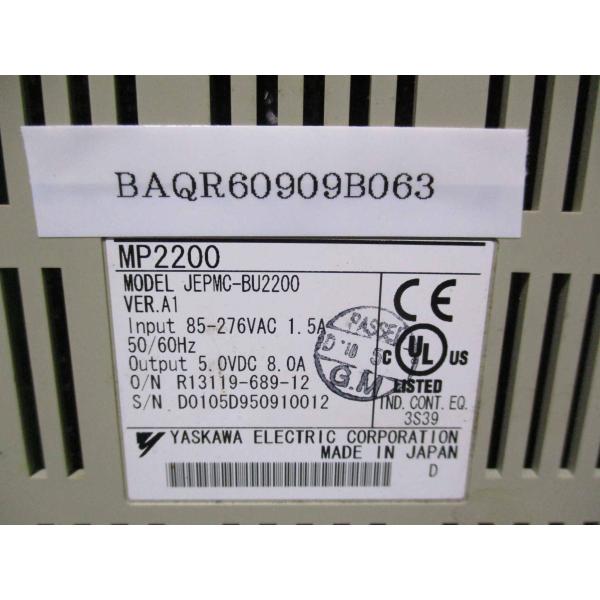 BAQR60909B063
MP2200
MODEL JEPMC-BU2200
VER.A1
Input 85-276VAC 1.5A
50/60Hz
Output 5.0VDC 8.0A
O/N R13119-689-12
S/N D0105D950910012
PASSED
G.M
CE
C UL US
LISTED
IND. CONT. EQ.
3S39
YASKAWA ELECTRIC CORPORATION
MADE IN JAPAN
D